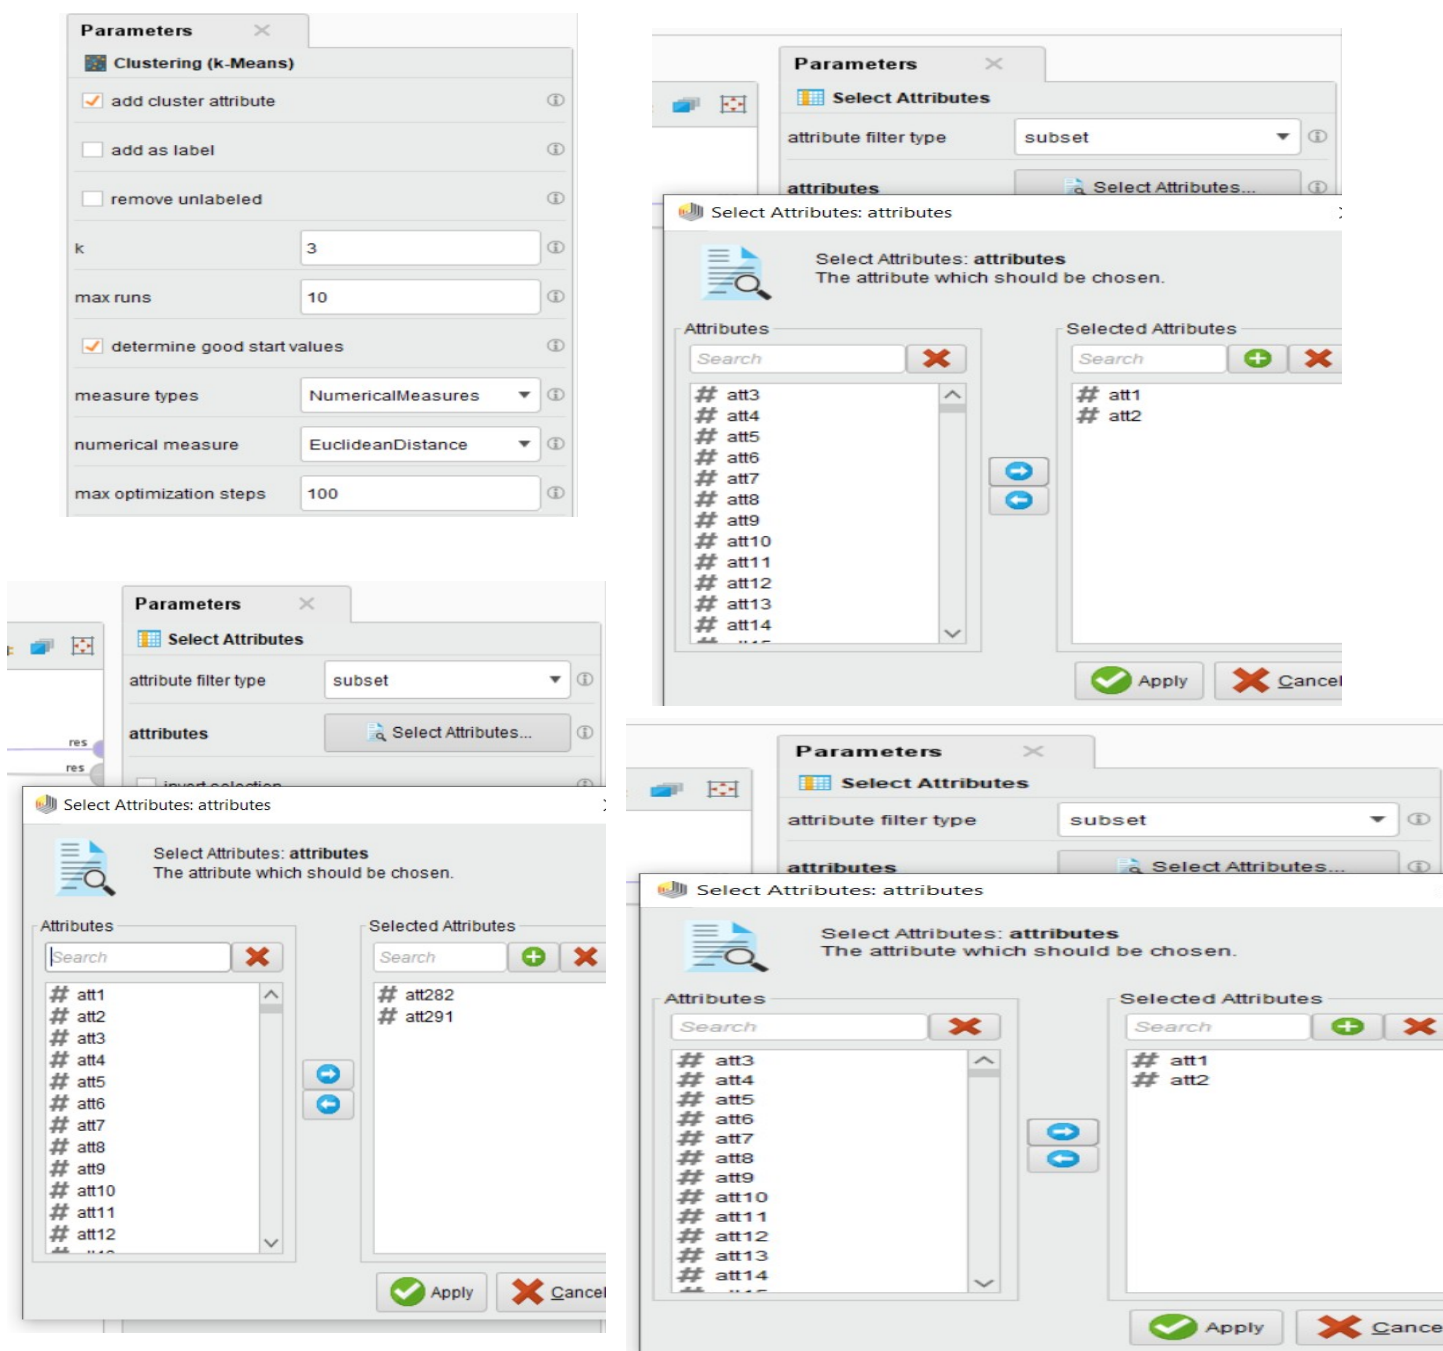 Parameters
Clustering (k-Means)
add cluster attribute
add as label
remove unlabeled
k 3
max runs 10
determine good start values
measure types NumericalMeasures
numerical measure EuclideanDistance
max optimization steps 100
Parameters
Select Attributes
attribute filter type subset
attributes Select Attributes...
Select Attributes: attributes
Select Attributes: attributes
The attribute which should be chosen.
Attributes Selected Attributes
Search Search
att3 att1
att4 att2
att5
att6
att7
att8
att9
att10
att11
att12
att13
att14
Apply Cancel
Parameters
Select Attributes
attribute filter type subset
res
attributes Select Attributes...
res
invert selection
Select Attributes: attributes
Select Attributes: attributes
The attribute which should be chosen.
Attributes Selected Attributes
Search Search
att1 att282
att2 att291
att3
att4
att5
att6
att7
att8
att9
att10
att11
att12
Apply Cancel
Parameters
Select Attributes
attribute filter type subset
attributes Select Attributes...
Select Attributes: attributes
Select Attributes: attributes
The attribute which should be chosen.
Attributes Selected Attributes
Search Search
att3 att1
att4 att2
att5
att6
att7
att8
att9
att10
att11
att12
att13
att14
Apply Cance